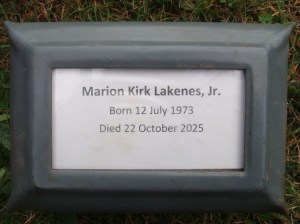 Marion Kirk Lakenes, Jr.
Born 12 July 1973
Died 22 October 2025